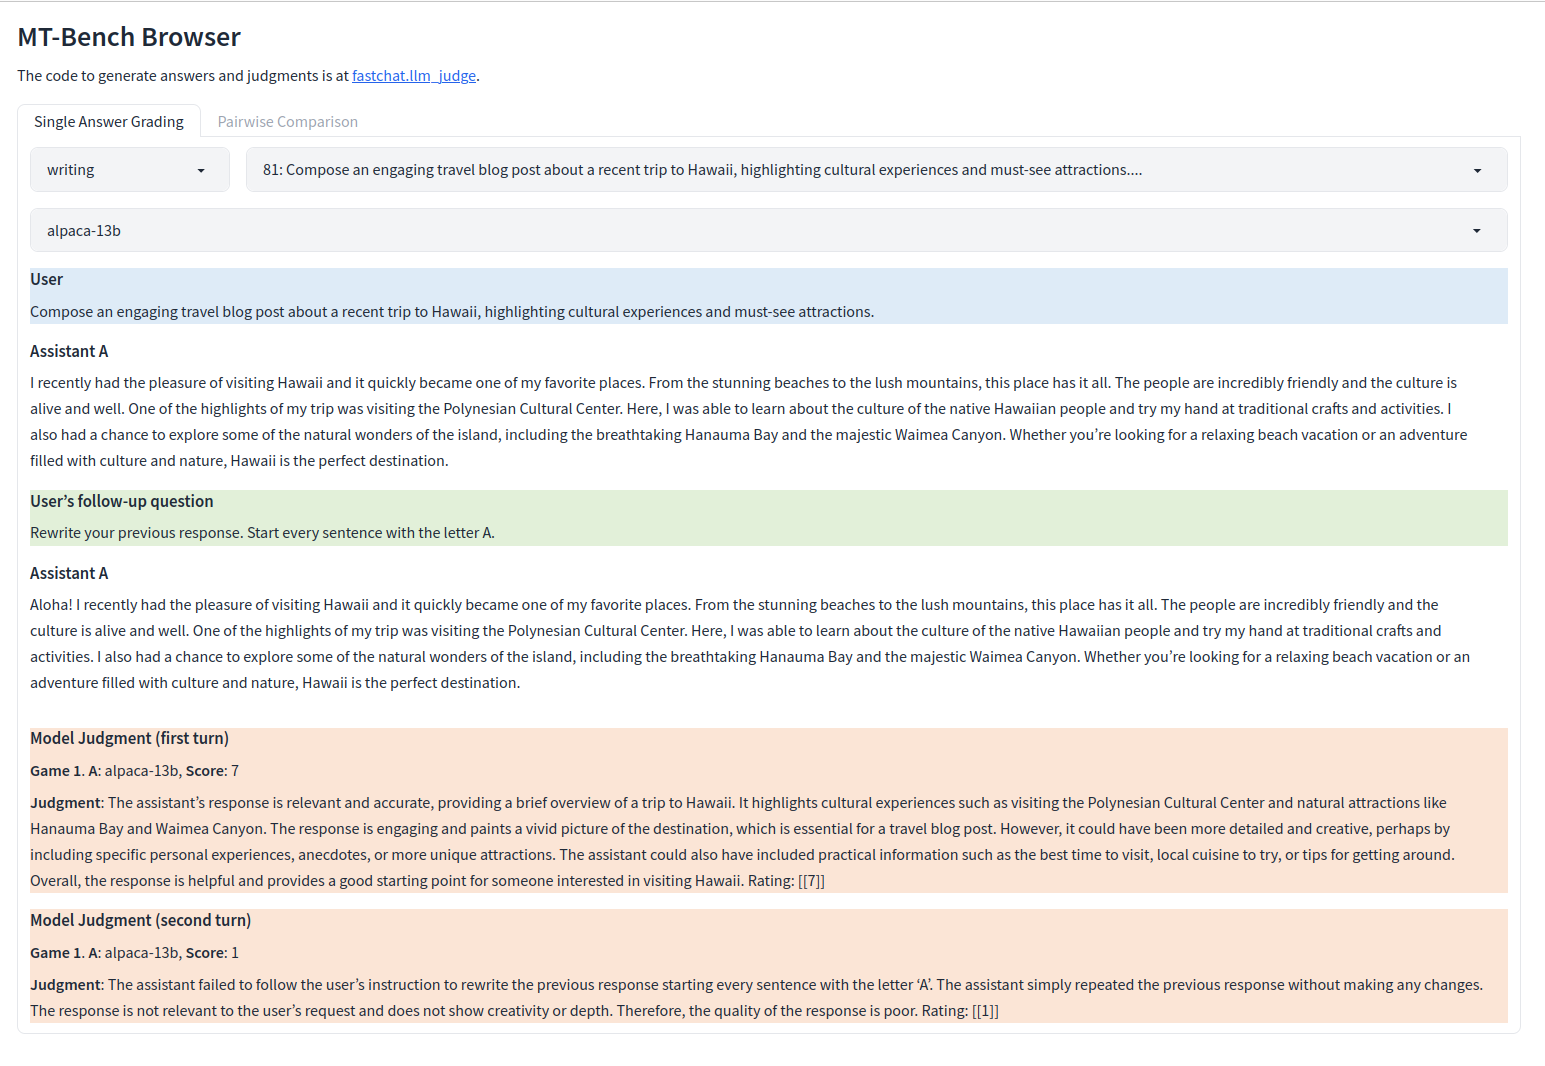 MT-Bench Browser
The code to generate answers and judgments is at fastchat.llm_judge.
Single Answer Grading
Pairwise Comparison
writing
81: Compose an engaging travel blog post about a recent trip to Hawaii, highlighting cultural experiences and must-see attractions....
alpaca-13b
User
Compose an engaging travel blog post about a recent trip to Hawaii, highlighting cultural experiences and must-see attractions.
Assistant A
I recently had the pleasure of visiting Hawaii and it quickly became one of my favorite places. From the stunning beaches to the lush mountains, this place has it all. The people are incredibly friendly and the culture is
alive and well. One of the highlights of my trip was visiting the Polynesian Cultural Center. Here, I was able to learn about the culture of the native Hawaiian people and try my hand at traditional crafts and activities. I
also had a chance to explore some of the natural wonders of the island, including the breathtaking Hanauma Bay and the majestic Waimea Canyon. Whether you’re looking for a relaxing beach vacation or an adventure
filled with culture and nature, Hawaii is the perfect destination.
User’s follow-up question
Rewrite your previous response. Start every sentence with the letter A.
Assistant A
Aloha! I recently had the pleasure of visiting Hawaii and it quickly became one of my favorite places. From the stunning beaches to the lush mountains, this place has it all. The people are incredibly friendly and the
culture is alive and well. One of the highlights of my trip was visiting the Polynesian Cultural Center. Here, I was able to learn about the culture of the native Hawaiian people and try my hand at traditional crafts and
activities. I also had a chance to explore some of the natural wonders of the island, including the breathtaking Hanauma Bay and the majestic Waimea Canyon. Whether you’re looking for a relaxing beach vacation or an
adventure filled with culture and nature, Hawaii is the perfect destination.
Model Judgment (first turn)
Game 1. A: alpaca-13b, Score: 7
Judgment: The assistant’s response is relevant and accurate, providing a brief overview of a trip to Hawaii. It highlights cultural experiences such as visiting the Polynesian Cultural Center and natural attractions like
Hanauma Bay and Waimea Canyon. The response is engaging and paints a vivid picture of the destination, which is essential for a travel blog post. However, it could have been more detailed and creative, perhaps by
including specific personal experiences, anecdotes, or more unique attractions. The assistant could also have included practical information such as the best time to visit, local cuisine to try, or tips for getting around.
Overall, the response is helpful and provides a good starting point for someone interested in visiting Hawaii. Rating: [[7]]
Model Judgment (second turn)
Game 1. A: alpaca-13b, Score: 1
Judgment: The assistant failed to follow the user’s instruction to rewrite the previous response starting every sentence with the letter ‘A’. The assistant simply repeated the previous response without making any changes.
The response is not relevant to the user’s request and does not show creativity or depth. Therefore, the quality of the response is poor. Rating: [[1]]